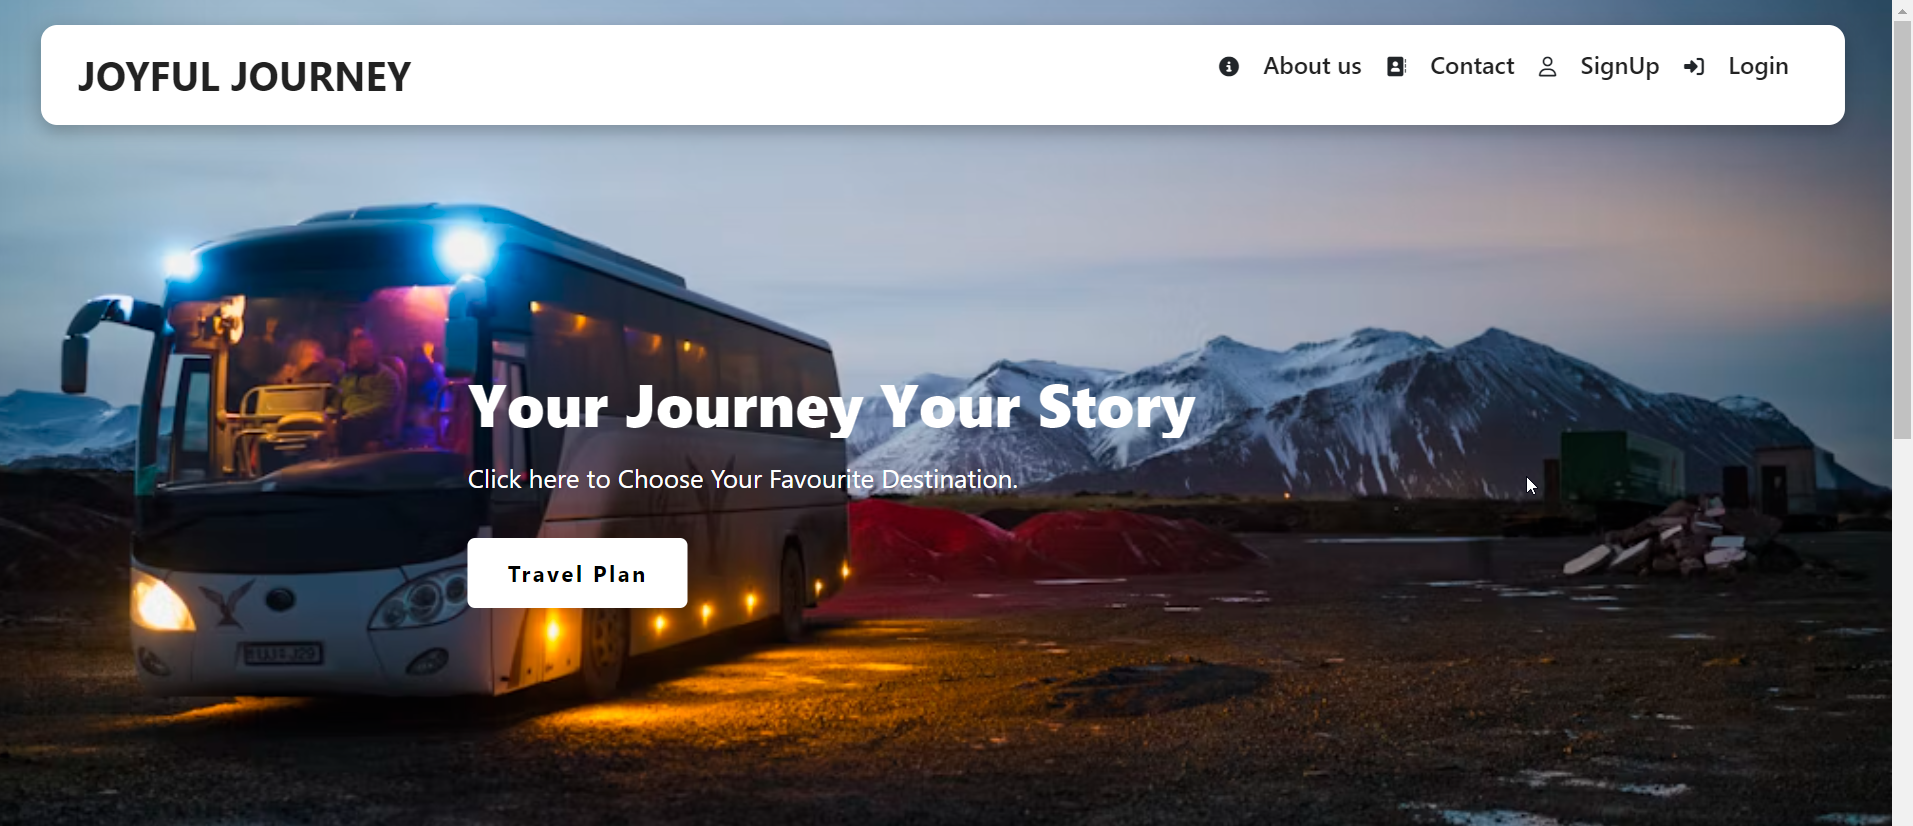 JOYFUL JOURNEY
About us Contact SignUp Login
Your Journey Your Story
Click here to Choose Your Favourite Destination.
Travel Plan